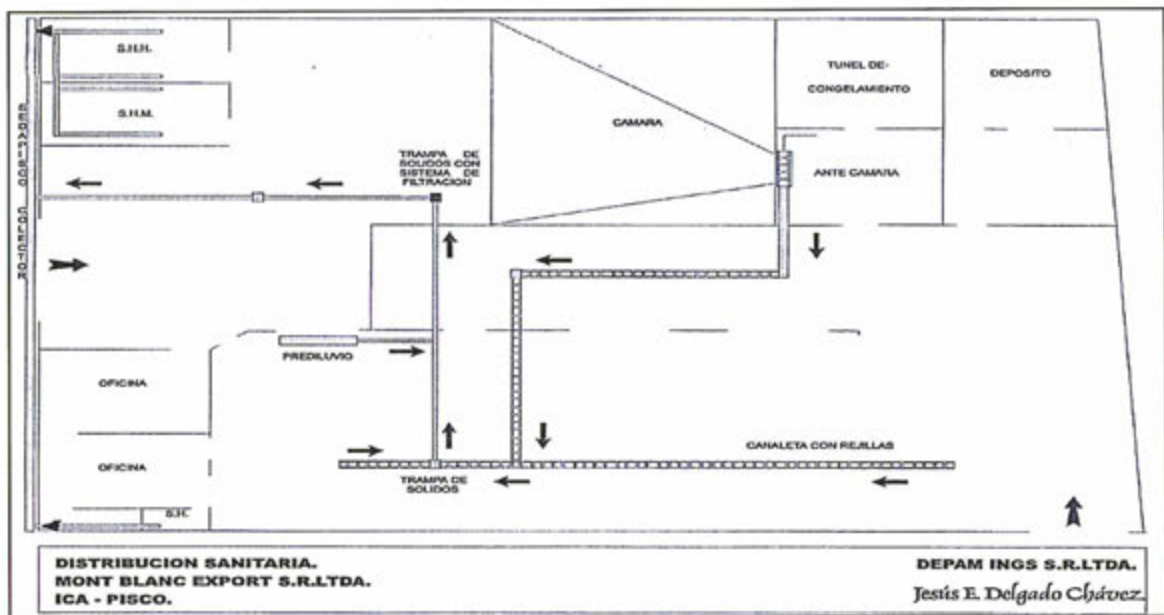 S.H.H.
S.H.M.
COLECTOR
TRAMPA DE
SOLIDOS CON
SISTEMA DE
FILTRACION
CAMARA
TUNEL DE-
CONGELAMIENTO
DEPOSITO
ANTE CAMARA
PREDILUVIO
OFICINA
OFICINA
S.H.
TRAMPA DE
SOLIDOS
CANALETA CON REJILLAS
DISTRIBUCION SANITARIA.
MONT BLANC EXPORT S.R.LTDA.
ICA - PISCO.
DEPAM INGS S.R.LTDA.
Jesús E. Delgado Chávez.